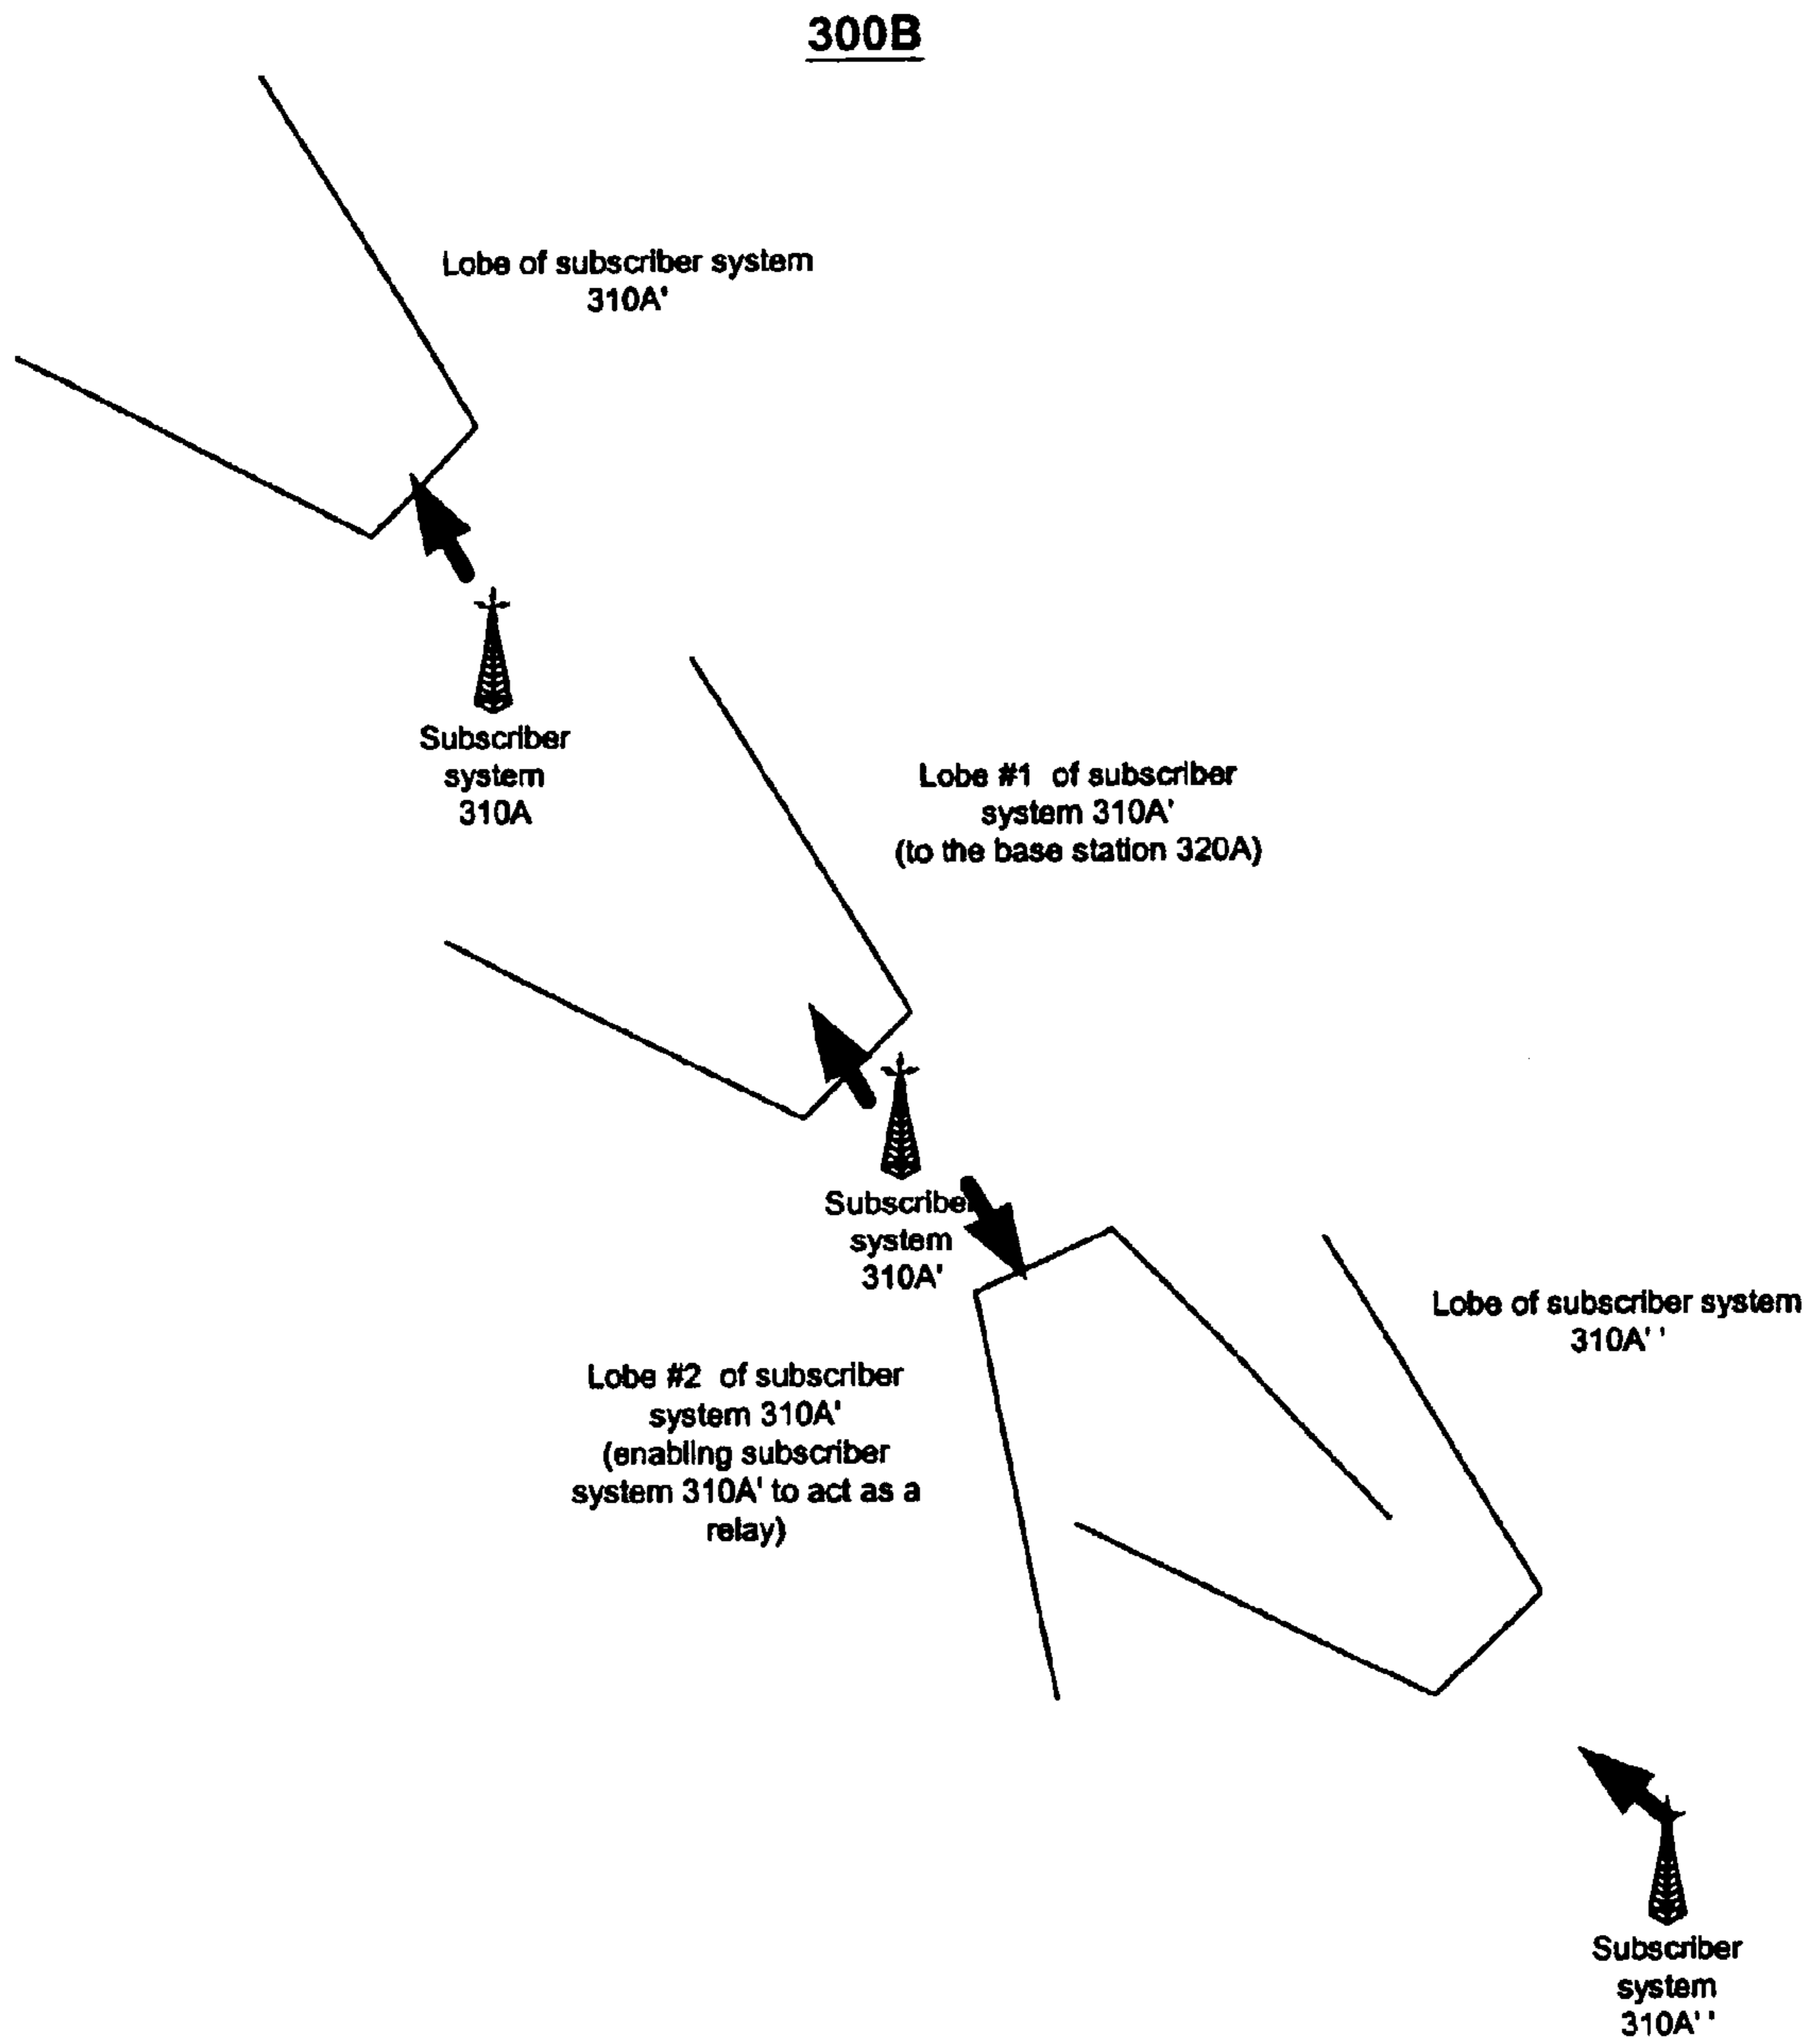 300B
Lobe of subscriber system
310A'
Subscriber
system
310A
Lobe #1 of subscriber
system 310A'
(to the base station 320A)
Subscriber
system
310A'
Lobe of subscriber system
310A' '
Lobe #2 of subscriber
system 310A'
(enabling subscriber
system 310A' to act as a
relay)
Subscriber
system
310A' '